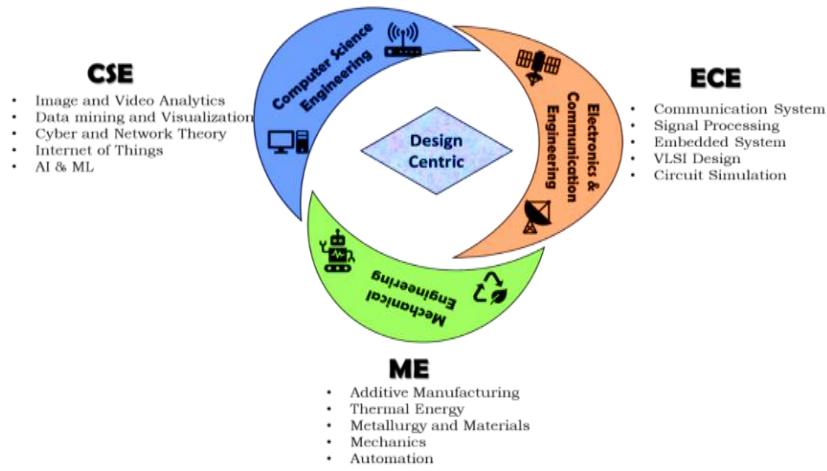 CSE
• Image and Video Analytics
• Data mining and Visualization
• Cyber and Network Theory
• Internet of Things
• AI & ML
Computer Science
Engineering
Design
Centric
Electronics &
Communication
Engineering
ECE
• Communication System
• Signal Processing
• Embedded System
• VLSI Design
• Circuit Simulation
Mechanical
Engineering
ME
• Additive Manufacturing
• Thermal Energy
• Metallurgy and Materials
• Mechanics
• Automation